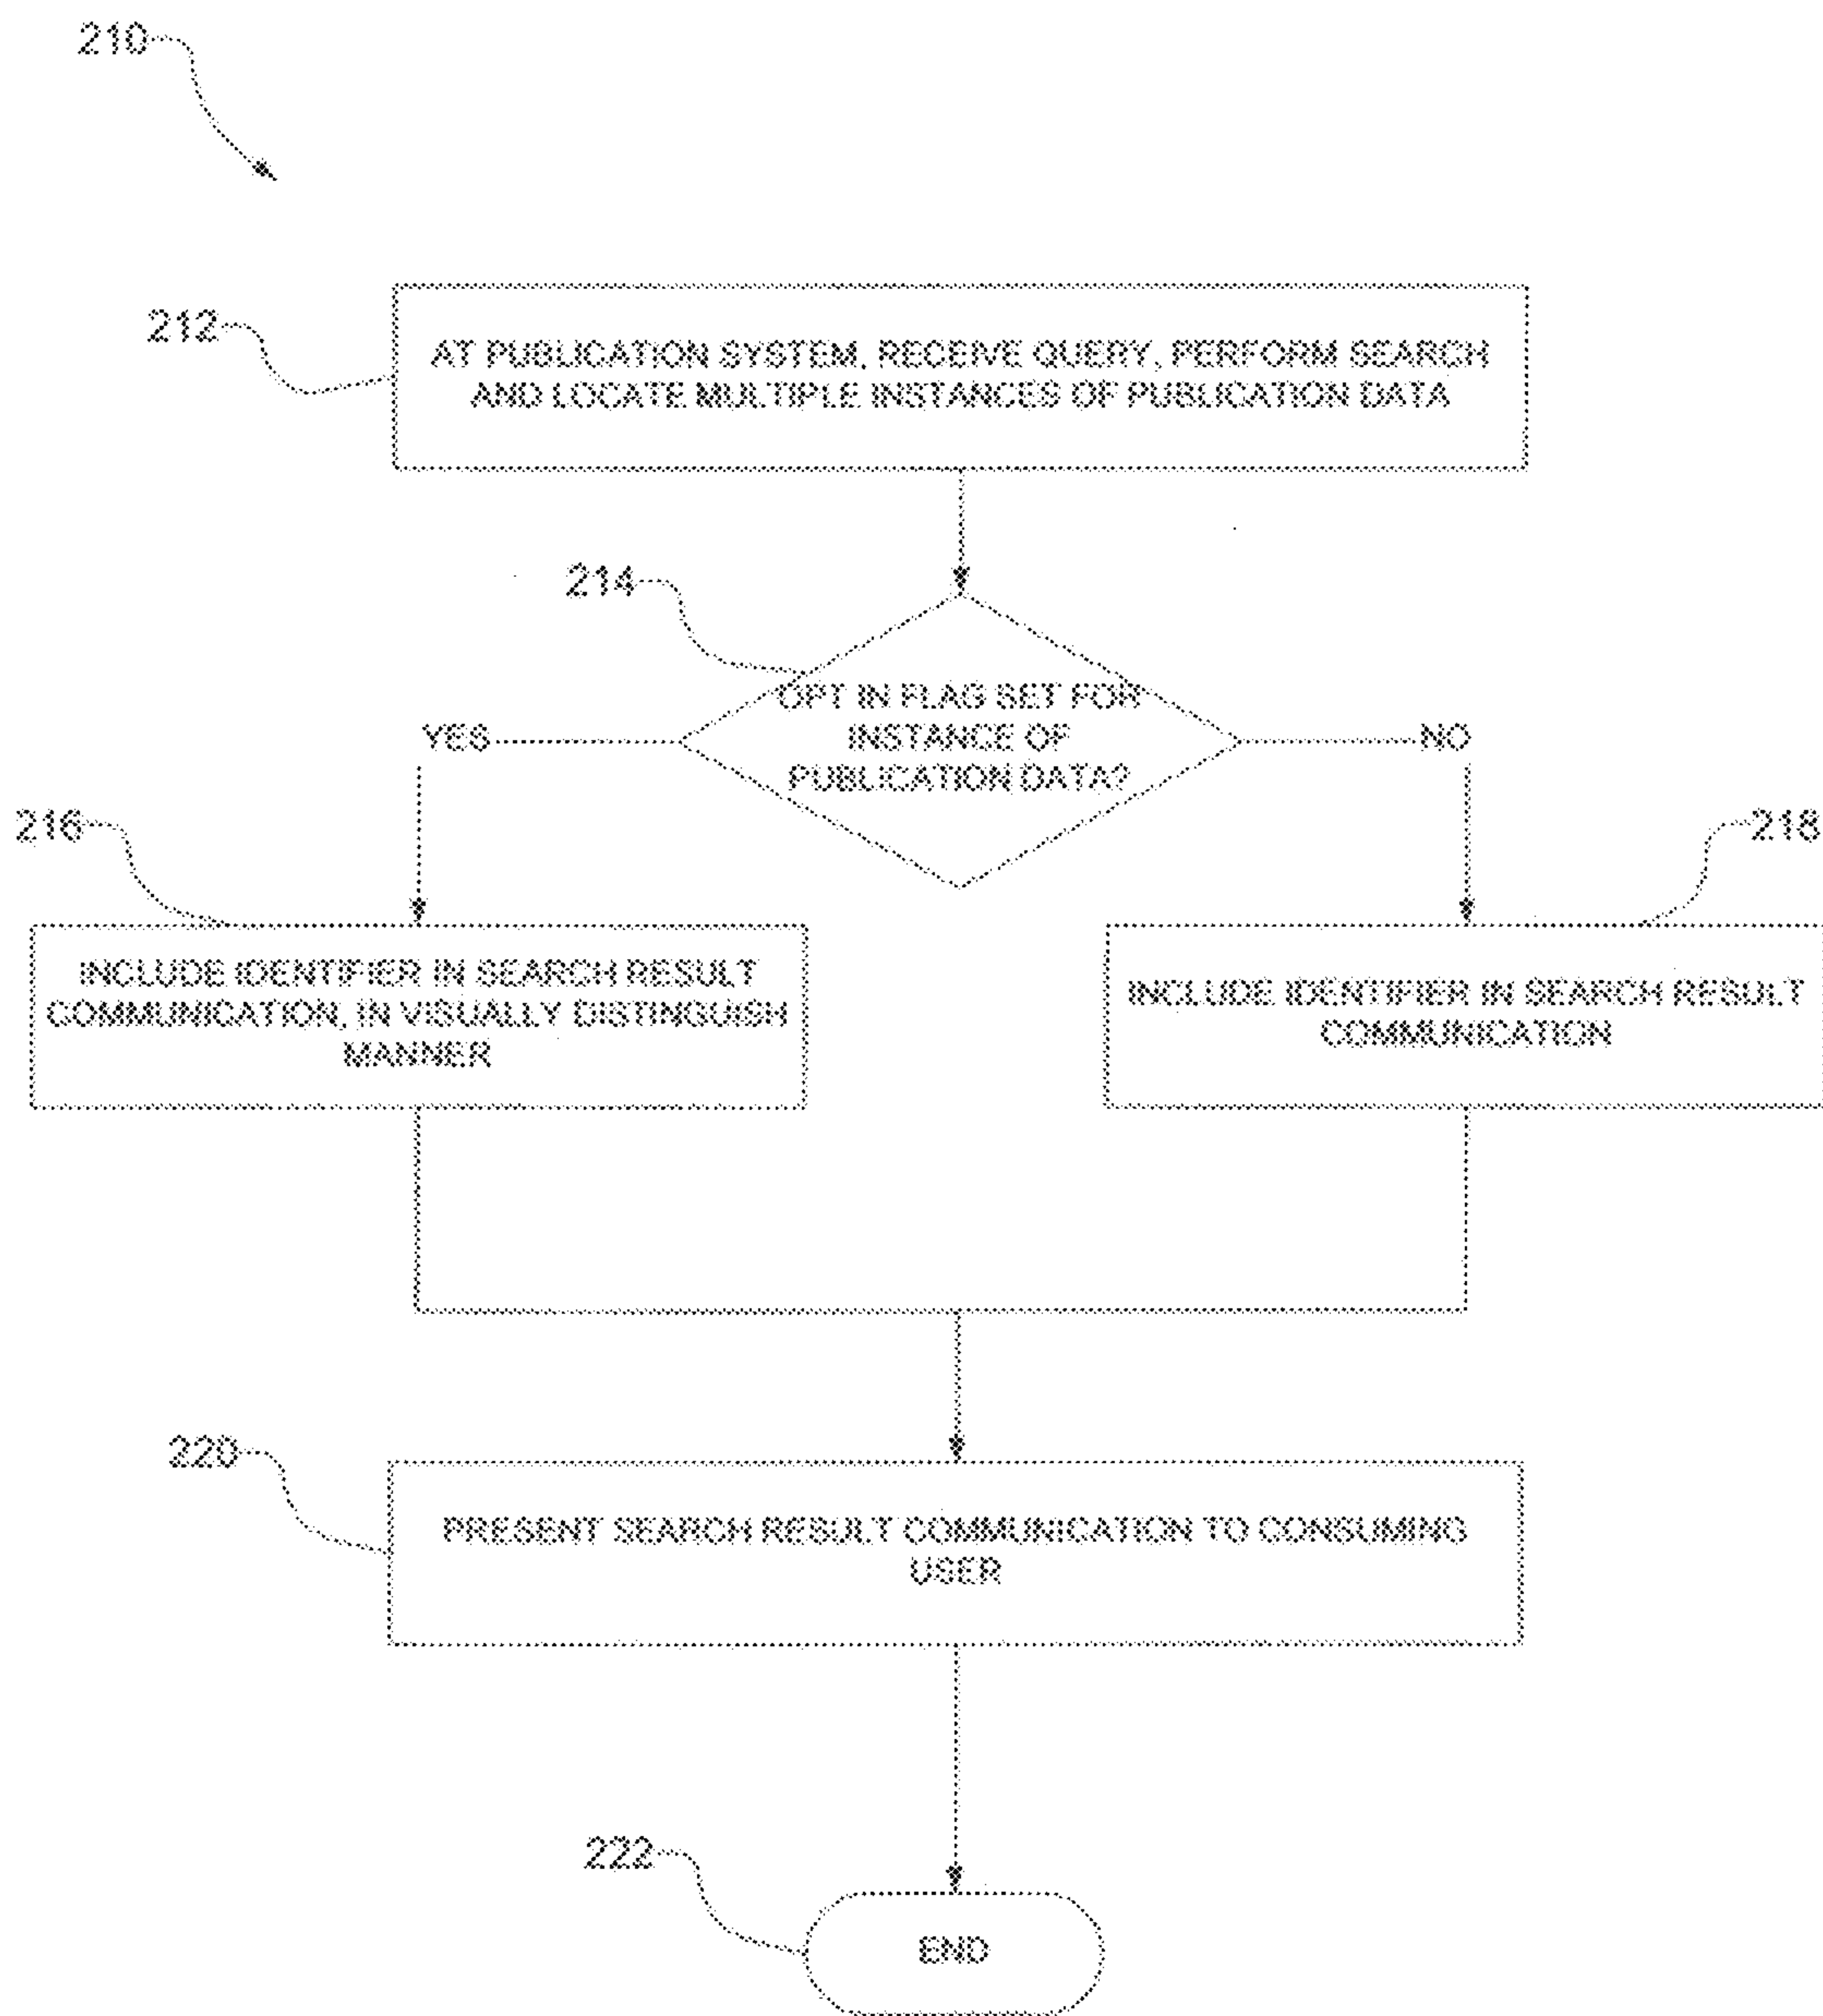 210
212
AT PUBLICATION SYSTEM, RECEIVE QUERY, PERFORM SEARCH
AND LOCATE MULTIPLE INSTANCES OF PUBLICATION DATA
214
OPT IN FLAG SET FOR
INSTANCE OF
PUBLICATION DATA?
YES
NO
216
218
INCLUDE IDENTIFIER IN SEARCH RESULT
COMMUNICATION, IN VISUALLY DISTINGUISH
MANNER
INCLUDE IDENTIFIER IN SEARCH RESULT
COMMUNICATION
220
PRESENT SEARCH RESULT COMMUNICATION TO CONSUMING
USER
222
END